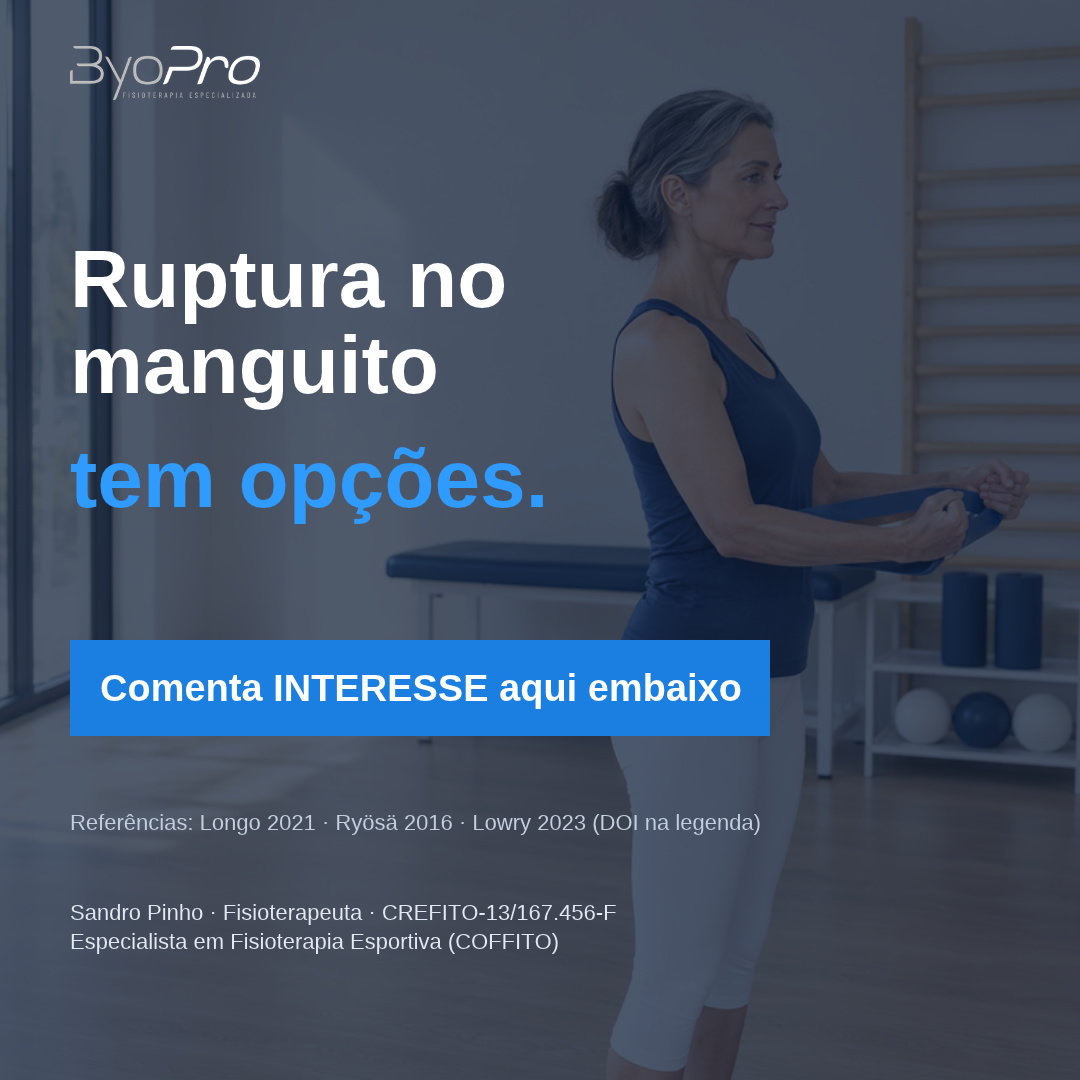 ByoPro
FISIOTERAPIA ESPECIALIZADA
Ruptura no
manguito
tem opções.
Comenta INTERESSE aqui embaixo
Referências: Longo 2021 · Ryösä 2016 · Lowry 2023 (DOI na legenda)
Sandro Pinho · Fisioterapeuta · CREFITO-13/167.456-F
Especialista em Fisioterapia Esportiva (COFFITO)